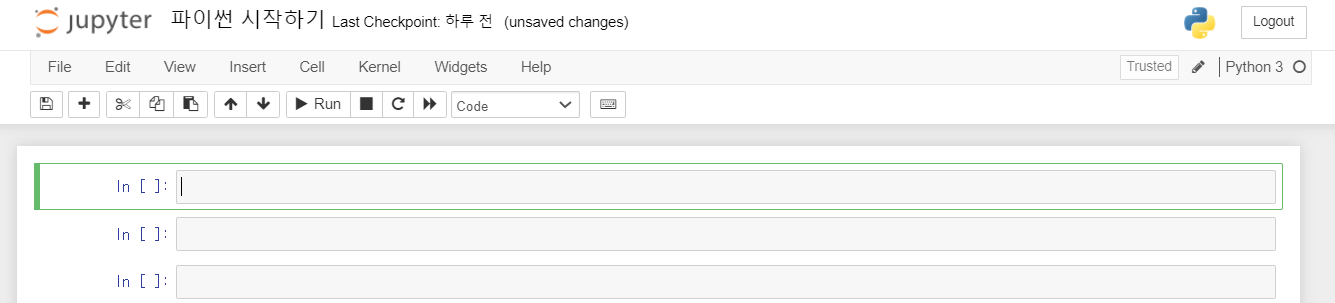 jupyter 파이썬 시작하기 Last Checkpoint: 하루 전 (unsaved changes) Logout
File Edit View Insert Cell Kernel Widgets Help Trusted Python 3
Run Code
In [ ]:
In [ ]:
In [ ]: